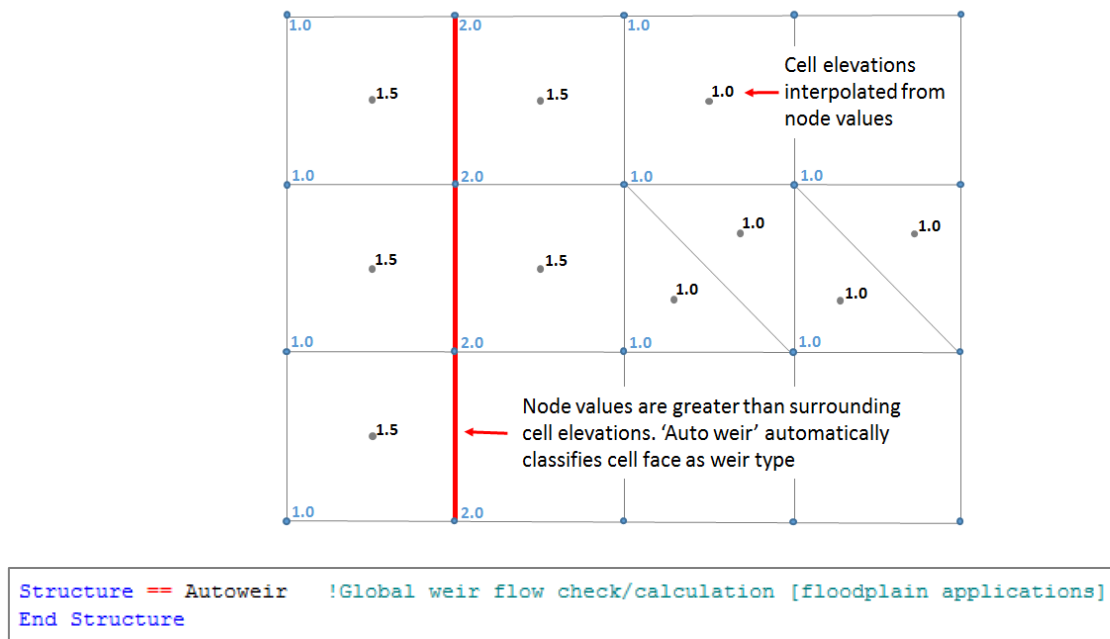 1.0 2.0 1.0
1.5 1.5 1.0
Cell elevations
interpolated from
node values
1.0 2.0 1.0 1.0
1.0 1.0
1.5 1.5
1.0 1.0
1.0 2.0 1.0 1.0
Node values are greater than surrounding
cell elevations. ‘Auto weir’ automatically
classifies cell face as weir type
1.5
1.0 2.0
Structure == Autoweir !Global weir flow check/calculation [floodplain applications]
End Structure